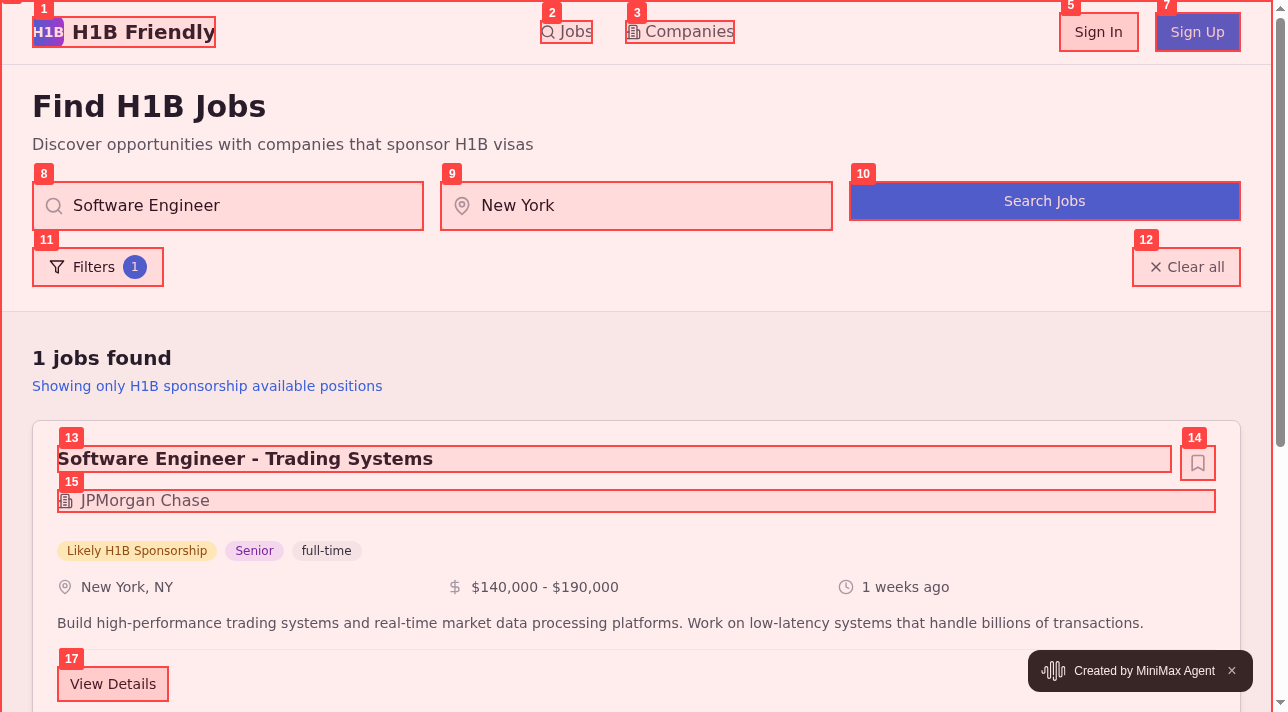 1
2
3
5
7
H1B
H1B Friendly
Jobs
Companies
Sign In
Sign Up
Find H1B Jobs
Discover opportunities with companies that sponsor H1B visas
8
9
10
Software Engineer
New York
Search Jobs
11
12
Filters
1
Clear all
1 jobs found
Showing only H1B sponsorship available positions
13
14
Software Engineer - Trading Systems
15
JPMorgan Chase
Likely H1B Sponsorship
Senior
full-time
New York, NY
$140,000 - $190,000
1 weeks ago
Build high-performance trading systems and real-time market data processing platforms. Work on low-latency systems that handle billions of transactions.
17
View Details
Created by MiniMax Agent